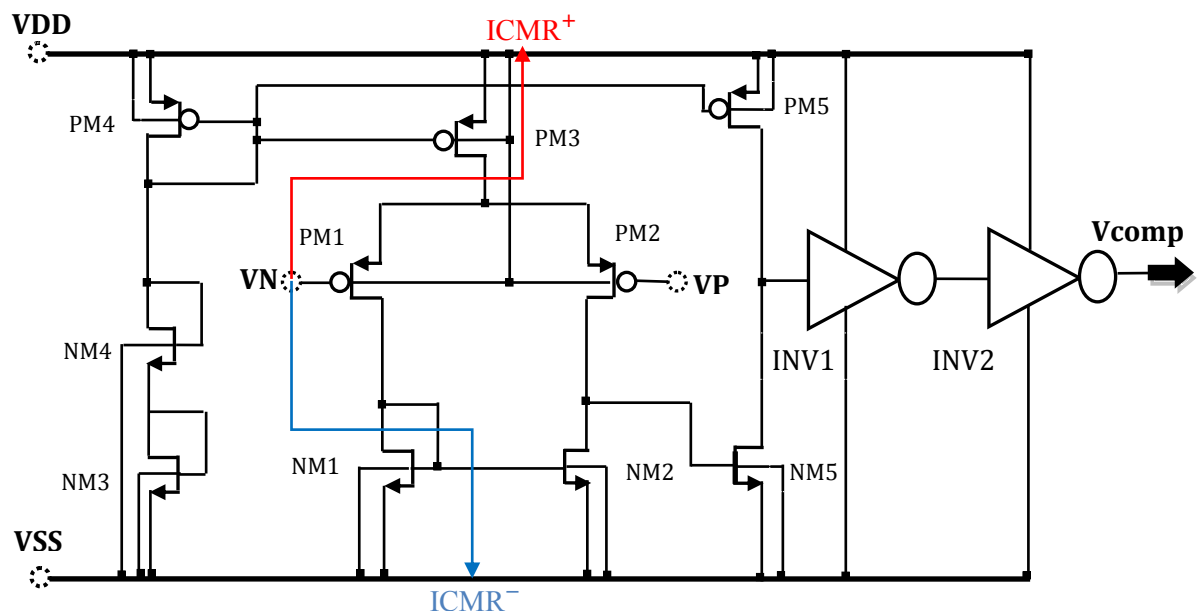 VDD
ICMR⁺
PM4
PM3
PM5
PM1
PM2
Vcomp
VN
VP
NM4
INV1
INV2
NM3
NM1
NM2
NM5
VSS
ICMR⁻